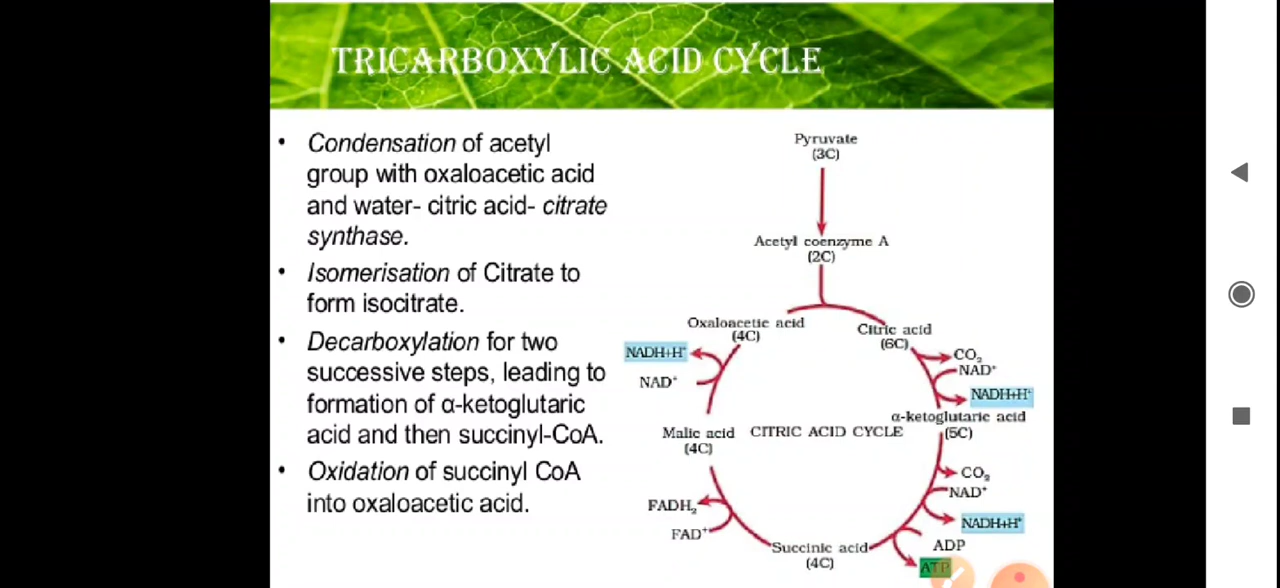 TRICARBOXYLIC ACID CYCLE
• Condensation of acetyl
group with oxaloacetic acid
and water- citric acid- citrate
synthase.
• Isomerisation of Citrate to
form isocitrate.
• Decarboxylation for two
successive steps, leading to
formation of α-ketoglutaric
acid and then succinyl-CoA.
• Oxidation of succinyl CoA
into oxaloacetic acid.
Pyruvate
(3C)
Acetyl coenzyme A
(2C)
Oxaloacetic acid
(4C)
Citric acid
(6C)
CO₂
NAD⁺
NADH+H⁺
α-ketoglutaric acid
(5C)
CO₂
NAD⁺
NADH+H⁺
ADP
ATP
Succinic acid
(4C)
FADH₂
FAD⁺
Malic acid
(4C)
NADH+H⁺
NAD⁺
CITRIC ACID CYCLE